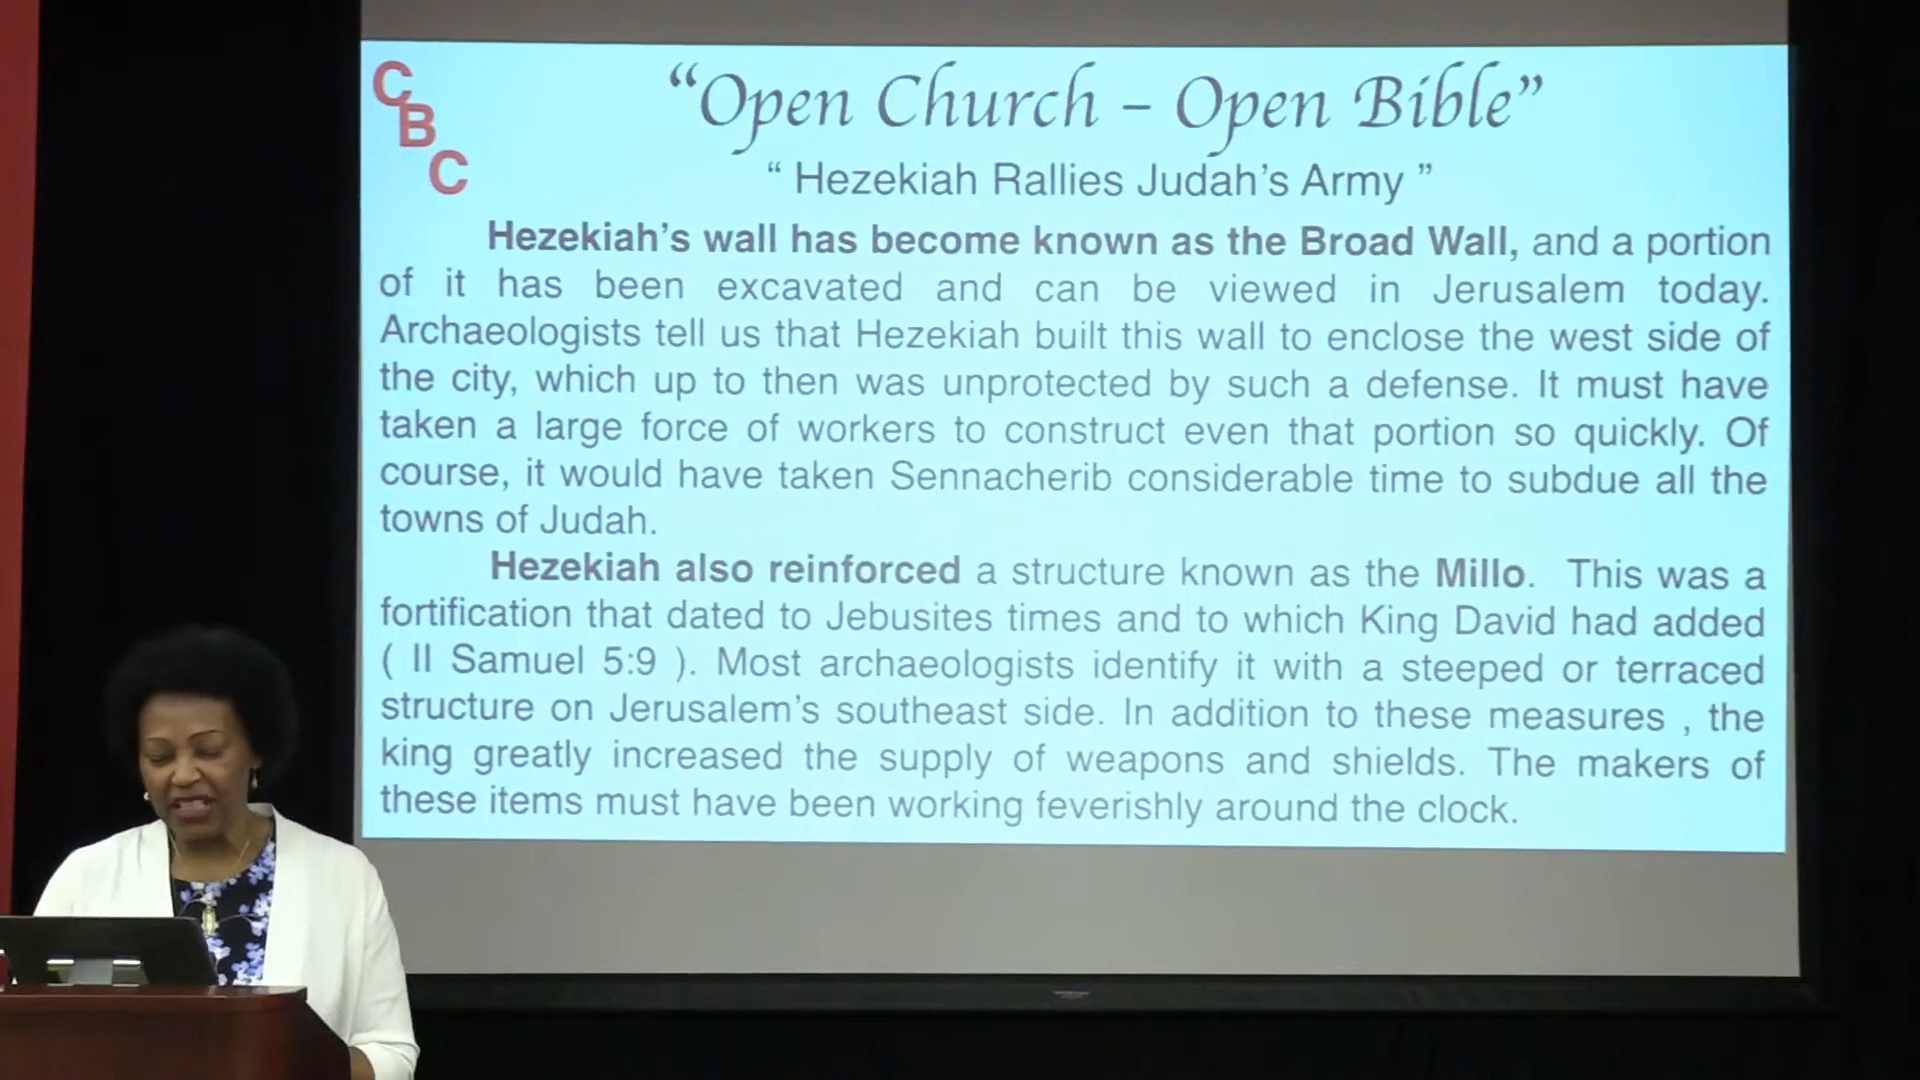 C
B
C
“Open Church – Open Bible”
“ Hezekiah Rallies Judah’s Army ”
Hezekiah’s wall has become known as the Broad Wall, and a portion
of it has been excavated and can be viewed in Jerusalem today.
Archaeologists tell us that Hezekiah built this wall to enclose the west side of
the city, which up to then was unprotected by such a defense. It must have
taken a large force of workers to construct even that portion so quickly. Of
course, it would have taken Sennacherib considerable time to subdue all the
towns of Judah.
Hezekiah also reinforced a structure known as the Millo. This was a
fortification that dated to Jebusites times and to which King David had added
( II Samuel 5:9 ). Most archaeologists identify it with a steeped or terraced
structure on Jerusalem’s southeast side. In addition to these measures , the
king greatly increased the supply of weapons and shields. The makers of
these items must have been working feverishly around the clock.